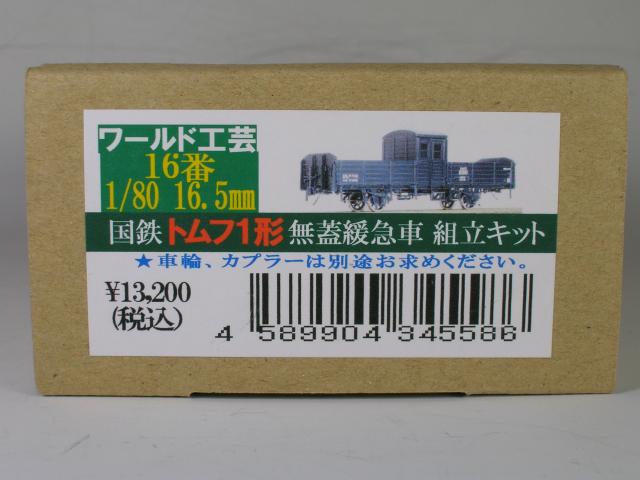 ワールド工芸
16番
1/80 16.5mm
国鉄 トムフ1形 無蓋緩急車 組立キット
★車輪、カプラーは別途お求めください。
¥13,200
(税込)
4 589904 345586